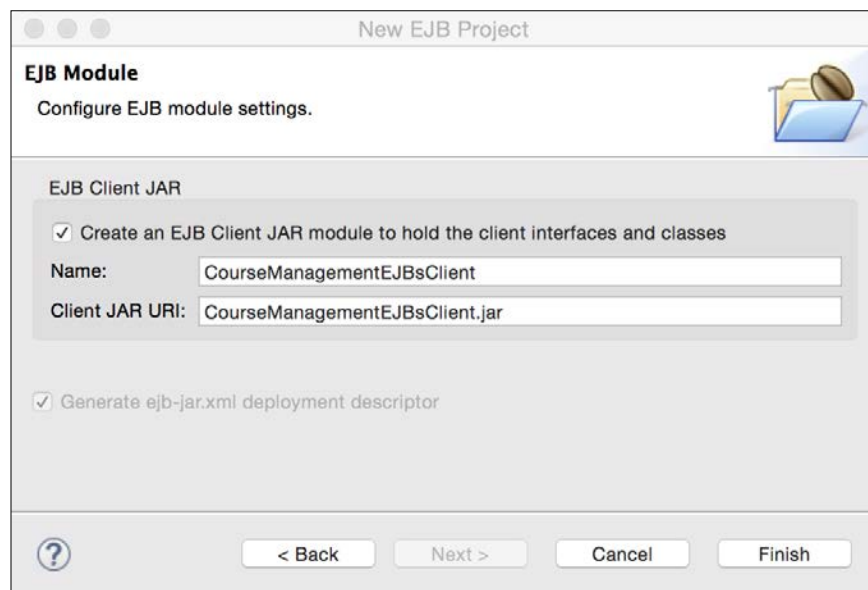 New EJB Project
EJB Module
Configure EJB module settings.
EJB Client JAR
Create an EJB Client JAR module to hold the client interfaces and classes
Name: CourseManagementEJBsClient
Client JAR URI: CourseManagementEJBsClient.jar
Generate ejb-jar.xml deployment descriptor
? < Back Next > Cancel Finish